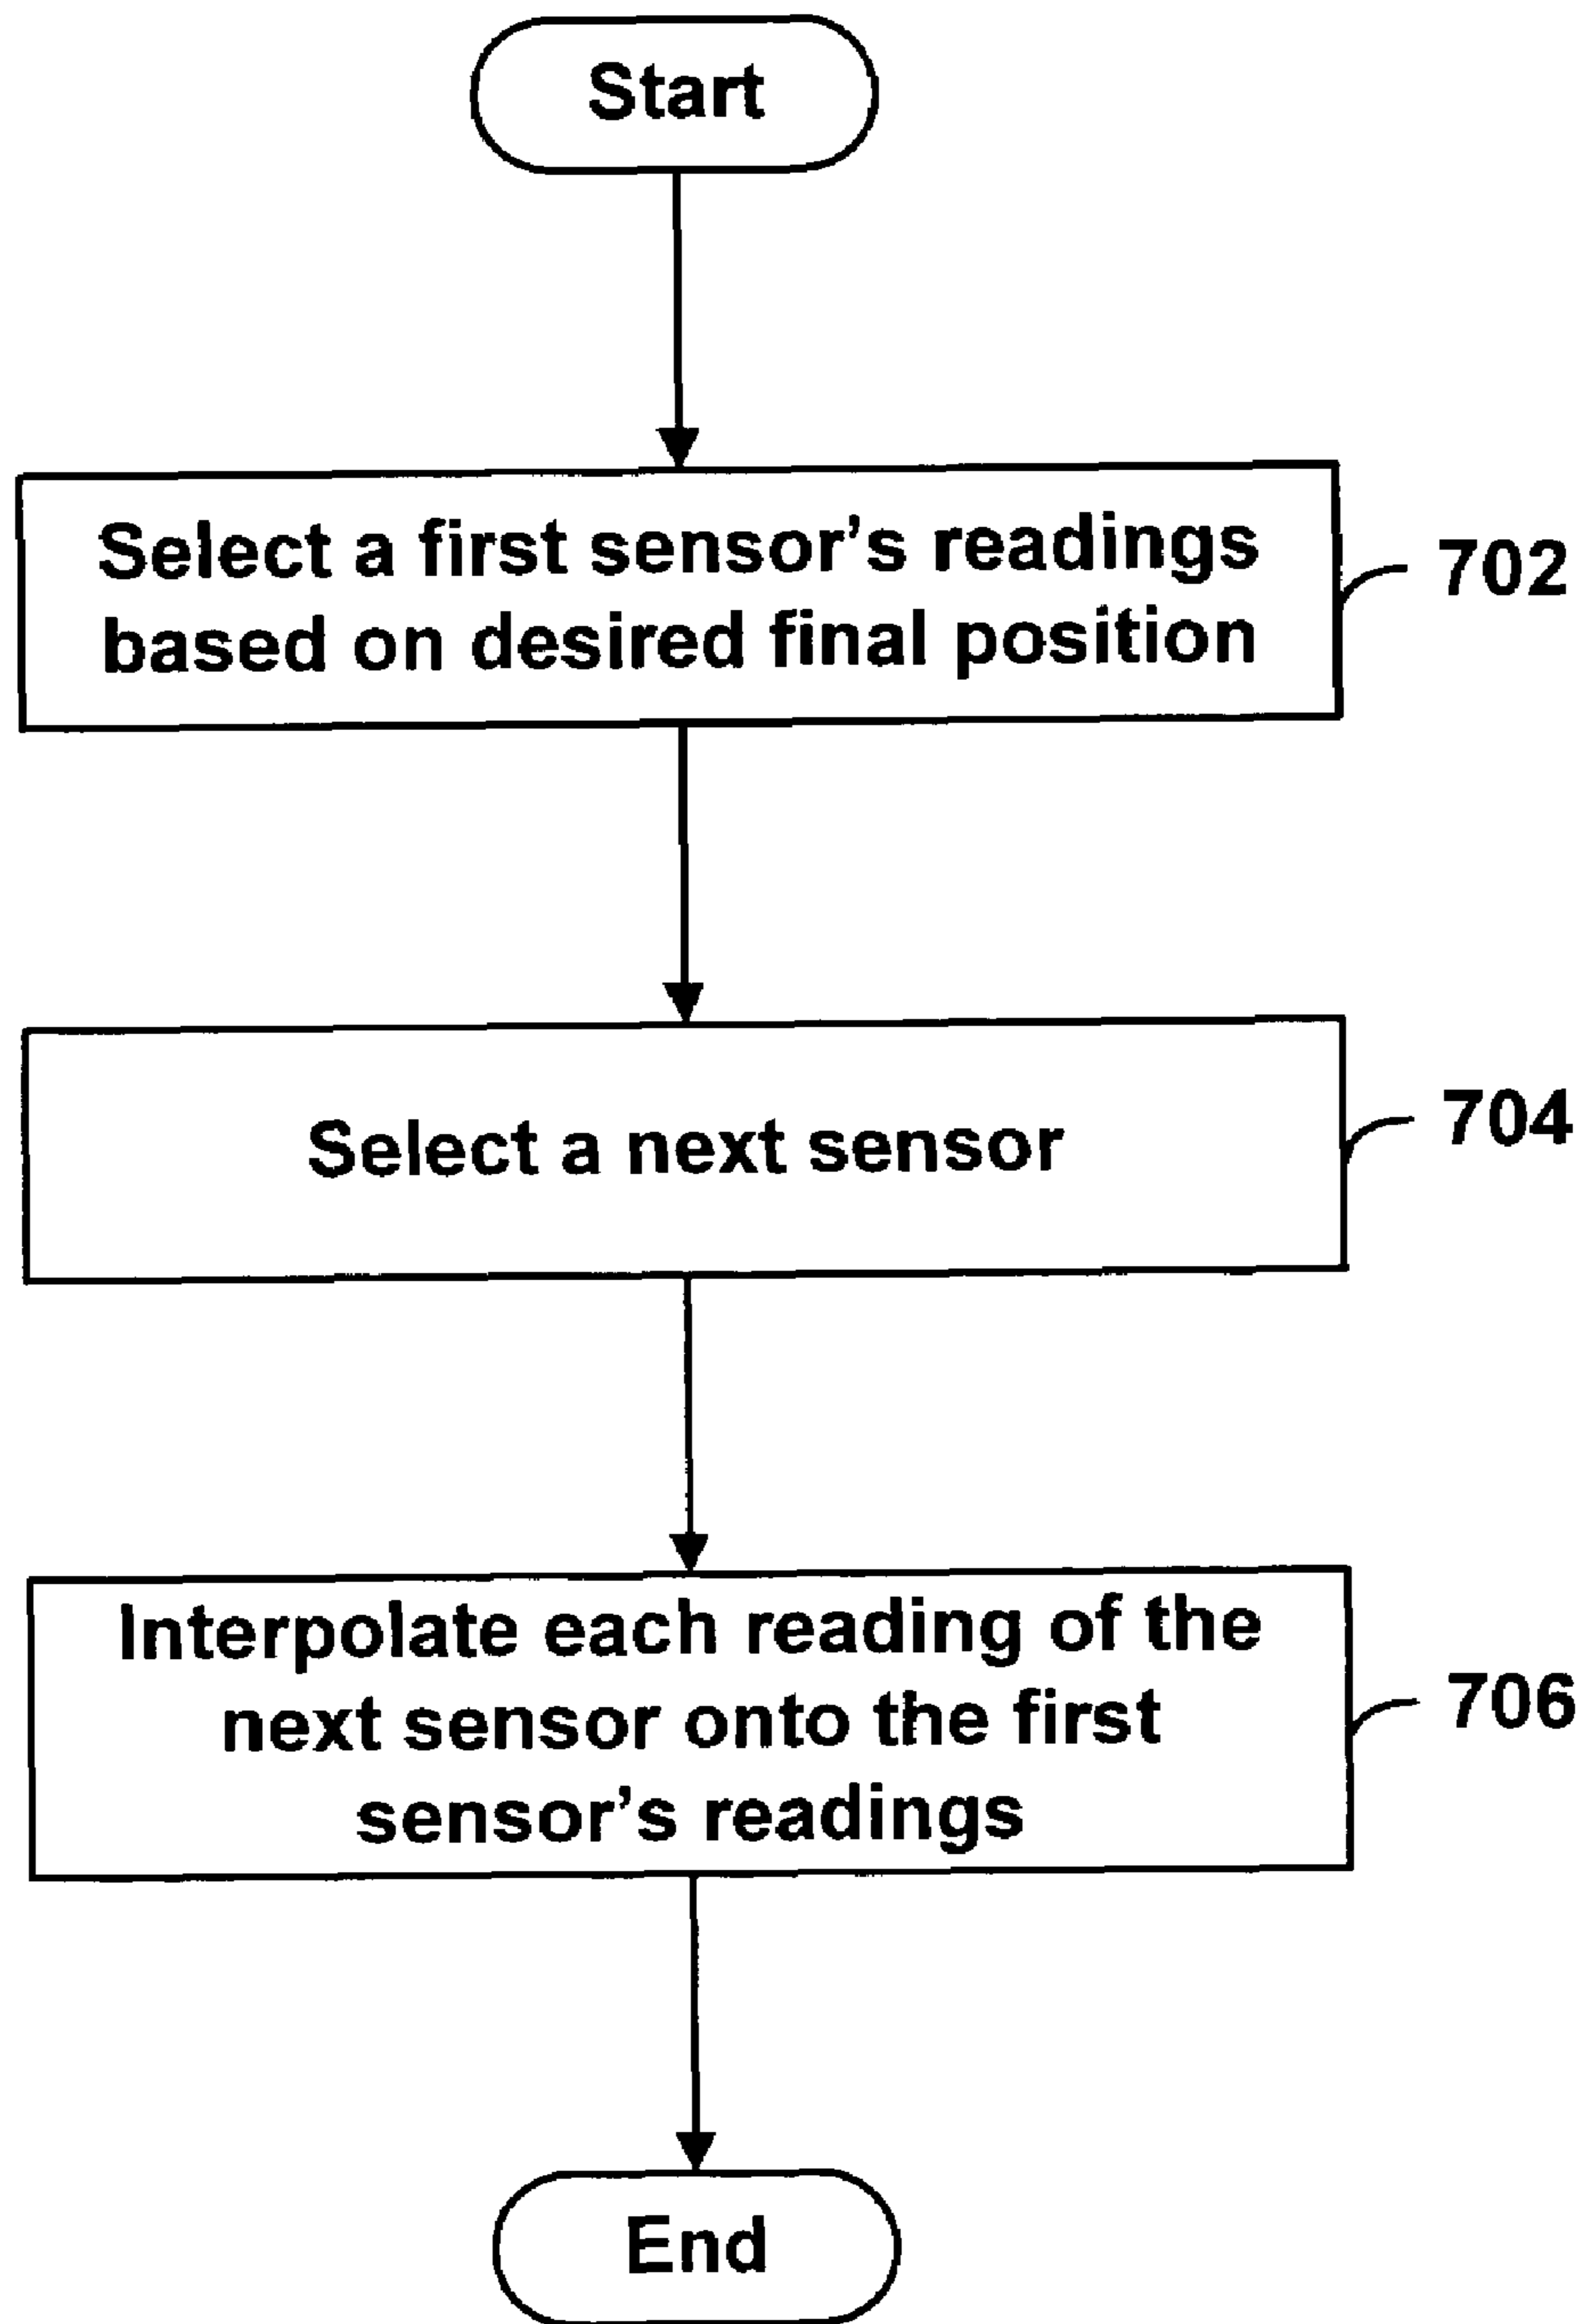 Start
Select a first sensor's readings
based on desired final position
702
Select a next sensor
704
Interpolate each reading of the
next sensor onto the first
sensor's readings
706
End